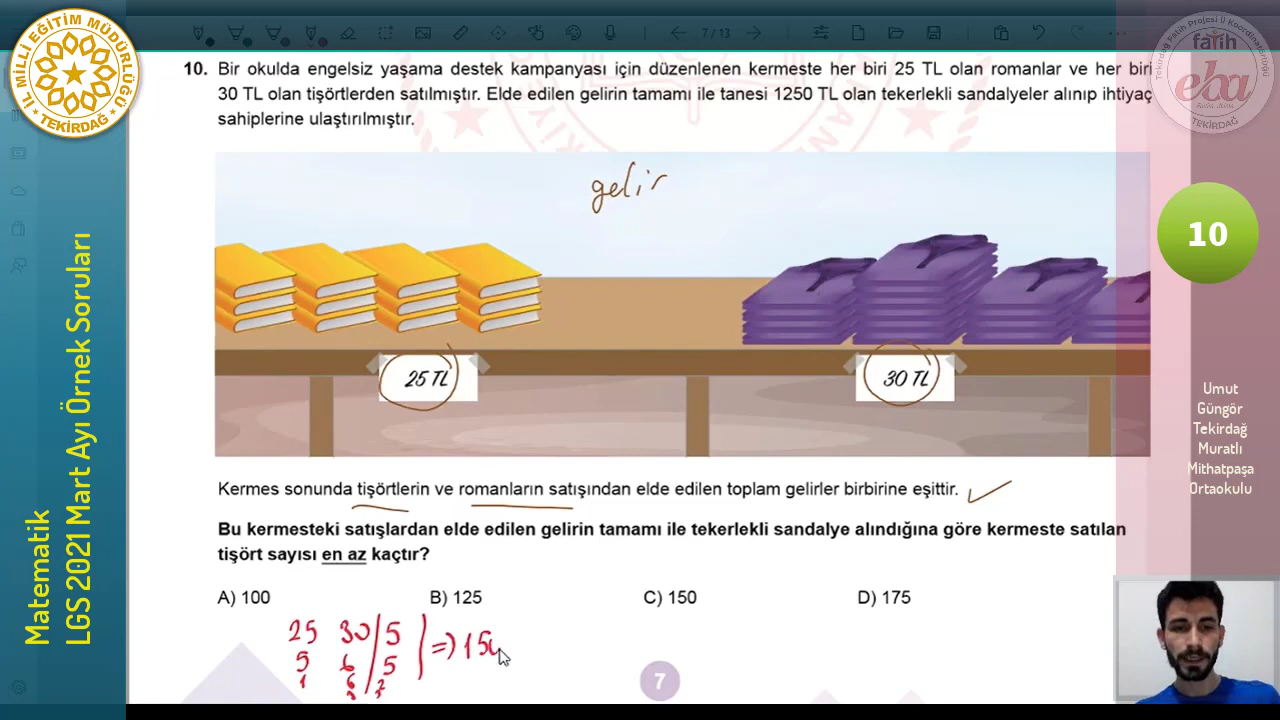 İL MİLLİ EĞİTİM MÜDÜRLÜĞÜ
TEKİRDAĞ
Matematik
LGS 2021 Mart Ayı Örnek Soruları
7 / 13
10. Bir okulda engelsiz yaşama destek kampanyası için düzenlenen kermeste her biri 25 TL olan romanlar ve her biri
30 TL olan tişörtlerden satılmıştır. Elde edilen gelirin tamamı ile tanesi 1250 TL olan tekerlekli sandalyeler alınıp ihtiyaç
sahiplerine ulaştırılmıştır.
gelir
25 TL
30 TL
Kermes sonunda tişörtlerin ve romanların satışından elde edilen toplam gelirler birbirine eşittir.
Bu kermesteki satışlardan elde edilen gelirin tamamı ile tekerlekli sandalye alındığına göre kermeste satılan
tişört sayısı en az kaçtır?
A) 100
B) 125
C) 150
D) 175
25 30 5
5 6 5
1 6
⇒ 150
7
fatih
eba
TEKİRDAĞ
10
Umut
Güngör
Tekirdağ
Muratlı
Mithatpaşa
Ortaokulu